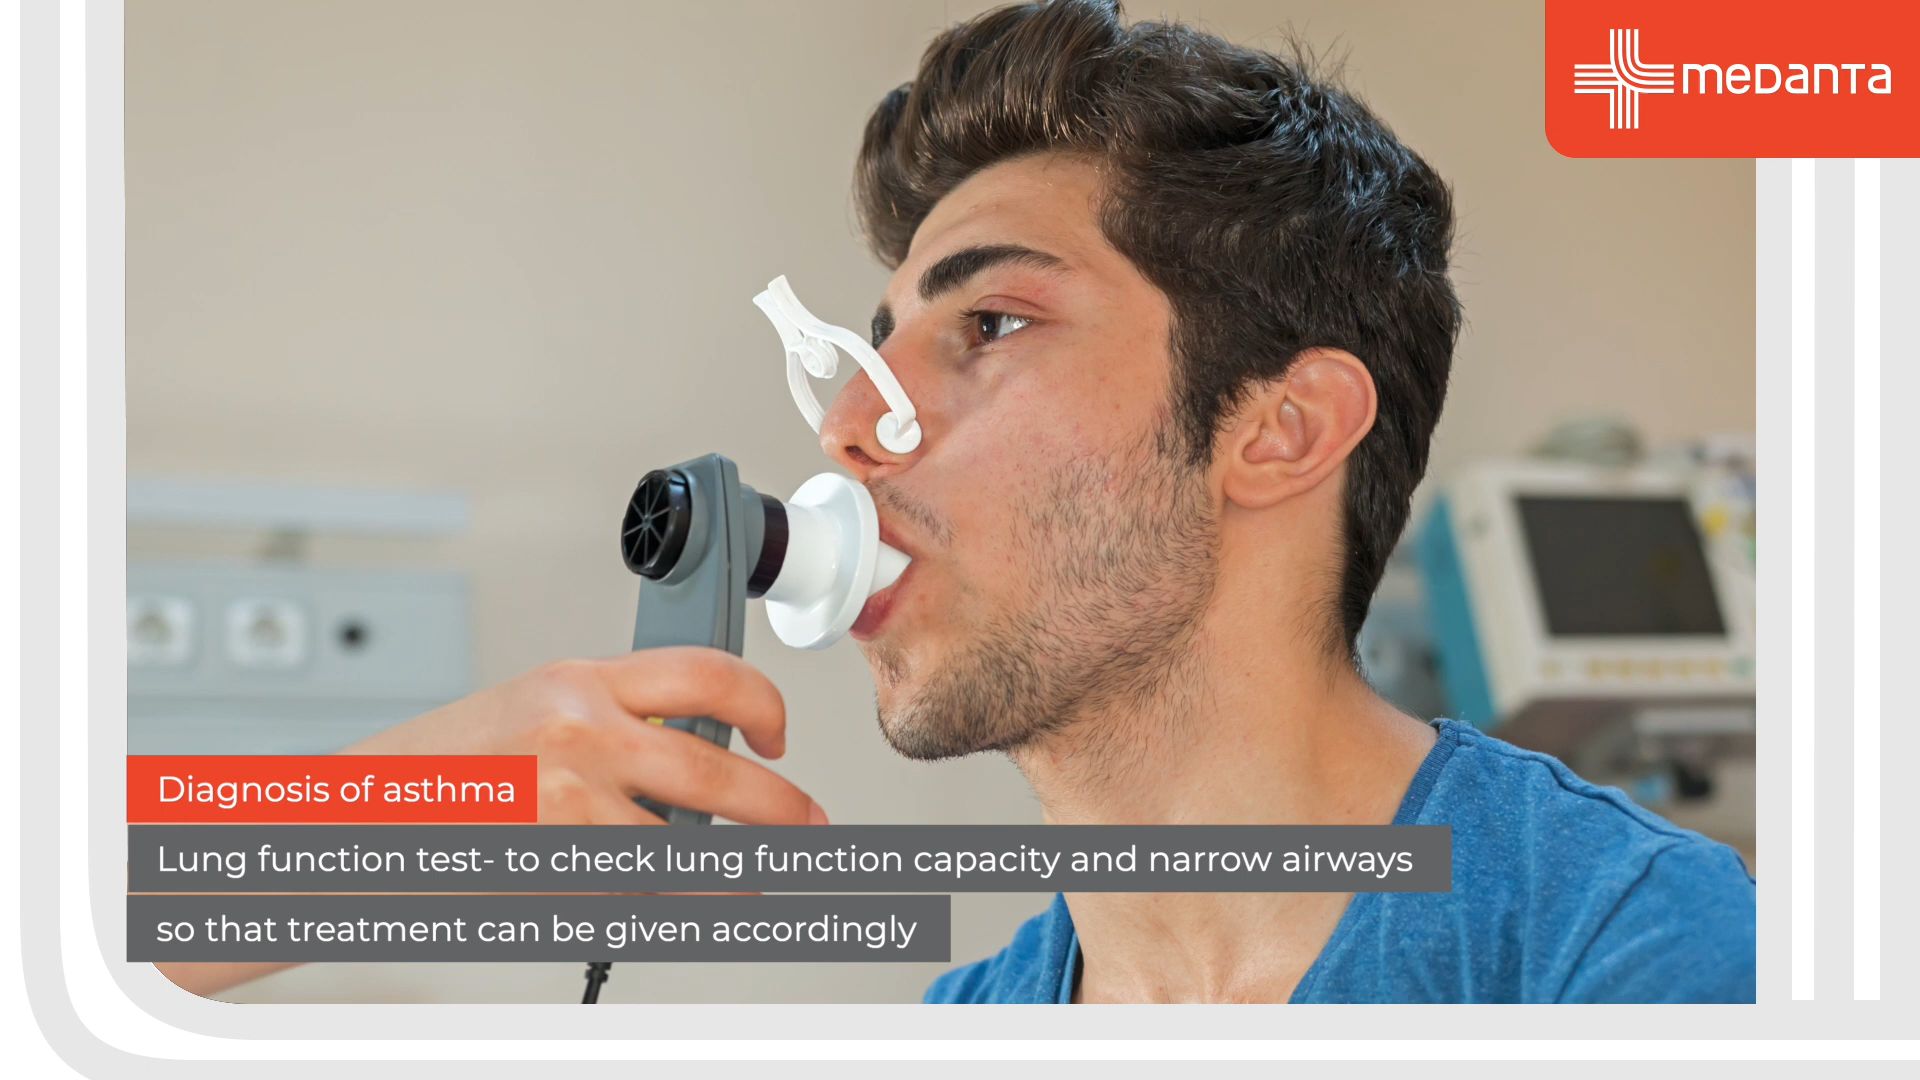 medanta
Diagnosis of asthma
Lung function test- to check lung function capacity and narrow airways
so that treatment can be given accordingly